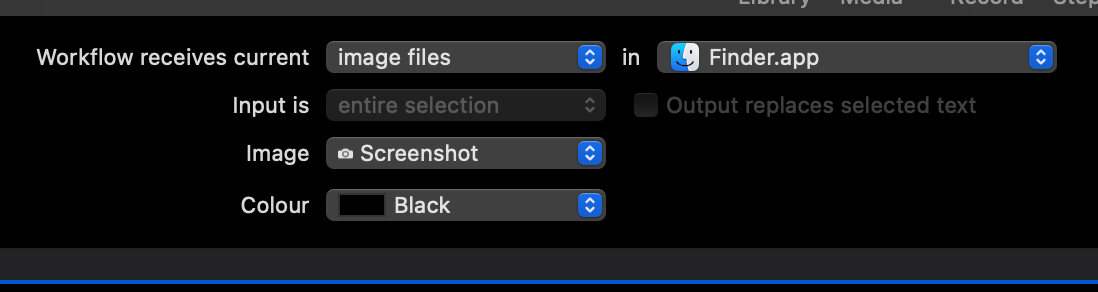 Library Media Record Step
Workflow receives current image files in Finder.app
Input is entire selection Output replaces selected text
Image Screenshot
Colour Black